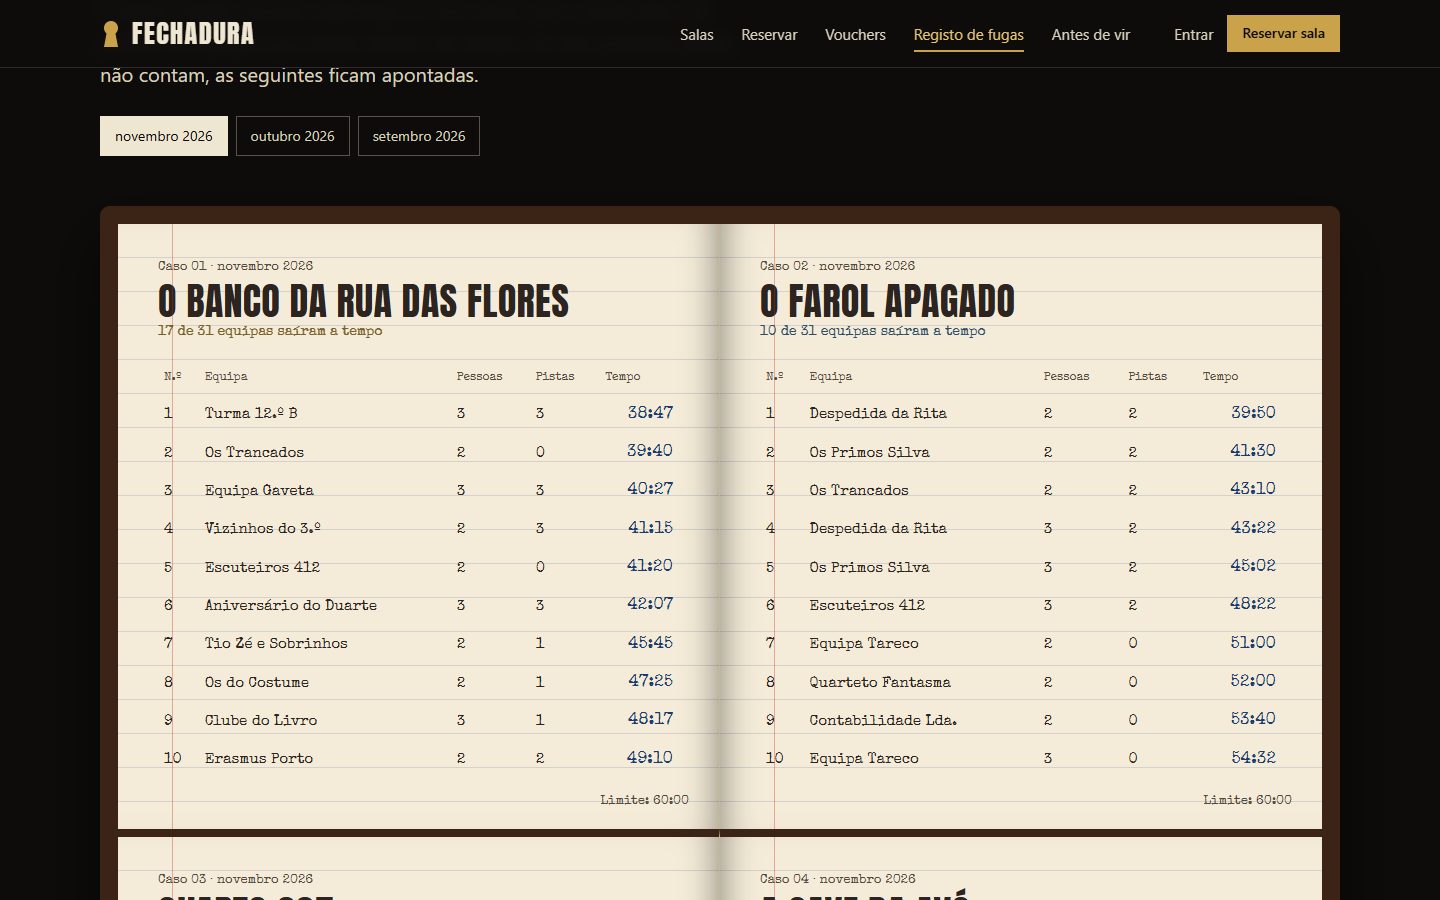 FECHADURA
Salas Reservar Vouchers Registo de fugas Antes de vir Entrar Reservar sala
não contam, as seguintes ficam apontadas.
novembro 2026 outubro 2026 setembro 2026
Caso 01 · novembro 2026
O BANCO DA RUA DAS FLORES
17 de 31 equipas saíram a tempo
N.º Equipa Pessoas Pistas Tempo
1 Turma 12.º B 3 3 38:47
2 Os Trancados 2 0 39:40
3 Equipa Gaveta 3 3 40:27
4 Vizinhos do 3.º 2 3 41:15
5 Escuteiros 412 2 0 41:20
6 Aniversário do Duarte 3 3 42:07
7 Tio Zé e Sobrinhos 2 1 45:45
8 Os do Costume 2 1 47:25
9 Clube do Livro 3 1 48:17
10 Erasmus Porto 2 2 49:10
Limite: 60:00
Caso 02 · novembro 2026
O FAROL APAGADO
10 de 31 equipas saíram a tempo
N.º Equipa Pessoas Pistas Tempo
1 Despedida da Rita 2 2 39:50
2 Os Primos Silva 2 2 41:30
3 Os Trancados 2 2 43:10
4 Despedida da Rita 3 2 43:22
5 Os Primos Silva 3 2 45:02
6 Escuteiros 412 3 2 48:22
7 Equipa Tareco 2 0 51:00
8 Quarteto Fantasma 2 0 52:00
9 Contabilidade Lda. 2 0 53:40
10 Equipa Tareco 3 0 54:32
Limite: 60:00
Caso 03 · novembro 2026
Caso 04 · novembro 2026
A CAVE DA AVÓ